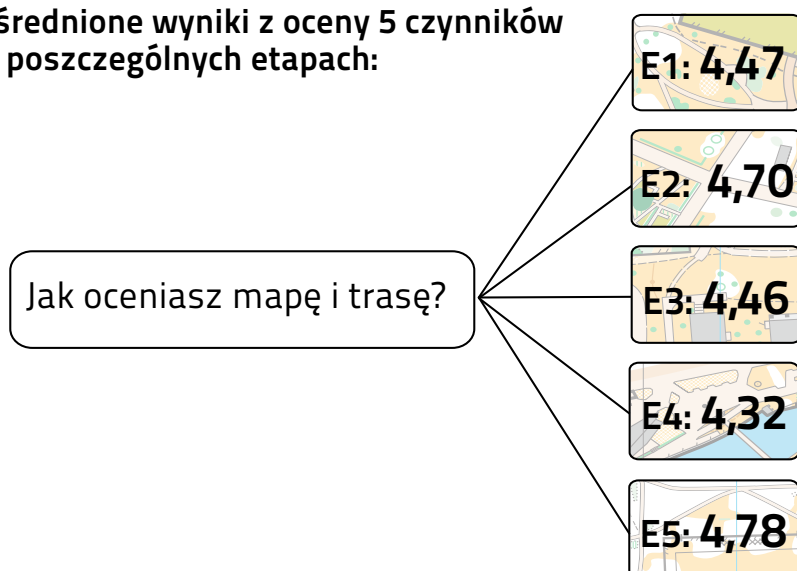 średnione wyniki z oceny 5 czynników
poszczególnych etapach:
Jak oceniasz mapę i trasę?
E1: 4,47
E2: 4,70
E3: 4,46
E4: 4,32
E5: 4,78